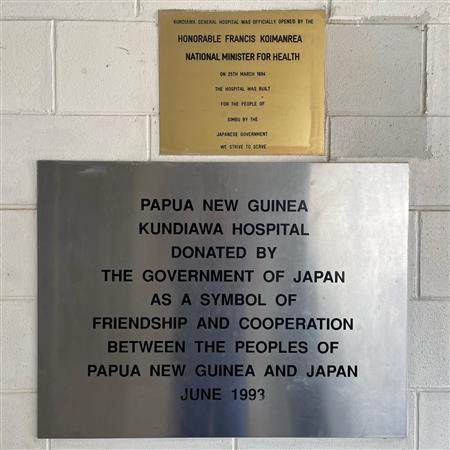 KUNDIAWA GENERAL HOSPITAL WAS OFFICIALLY OPENED BY THE
HONORABLE FRANCIS KOIMANREA
NATIONAL MINISTER FOR HEALTH
ON 25TH MARCH 1994
THE HOSPITAL WAS BUILT
FOR THE PEOPLE OF
SIMBU BY THE
JAPANESE GOVERNMENT
WE STRIVE TO SERVE
PAPUA NEW GUINEA
KUNDIAWA HOSPITAL
DONATED BY
THE GOVERNMENT OF JAPAN
AS A SYMBOL OF
FRIENDSHIP AND COOPERATION
BETWEEN THE PEOPLES OF
PAPUA NEW GUINEA AND JAPAN
JUNE 1993